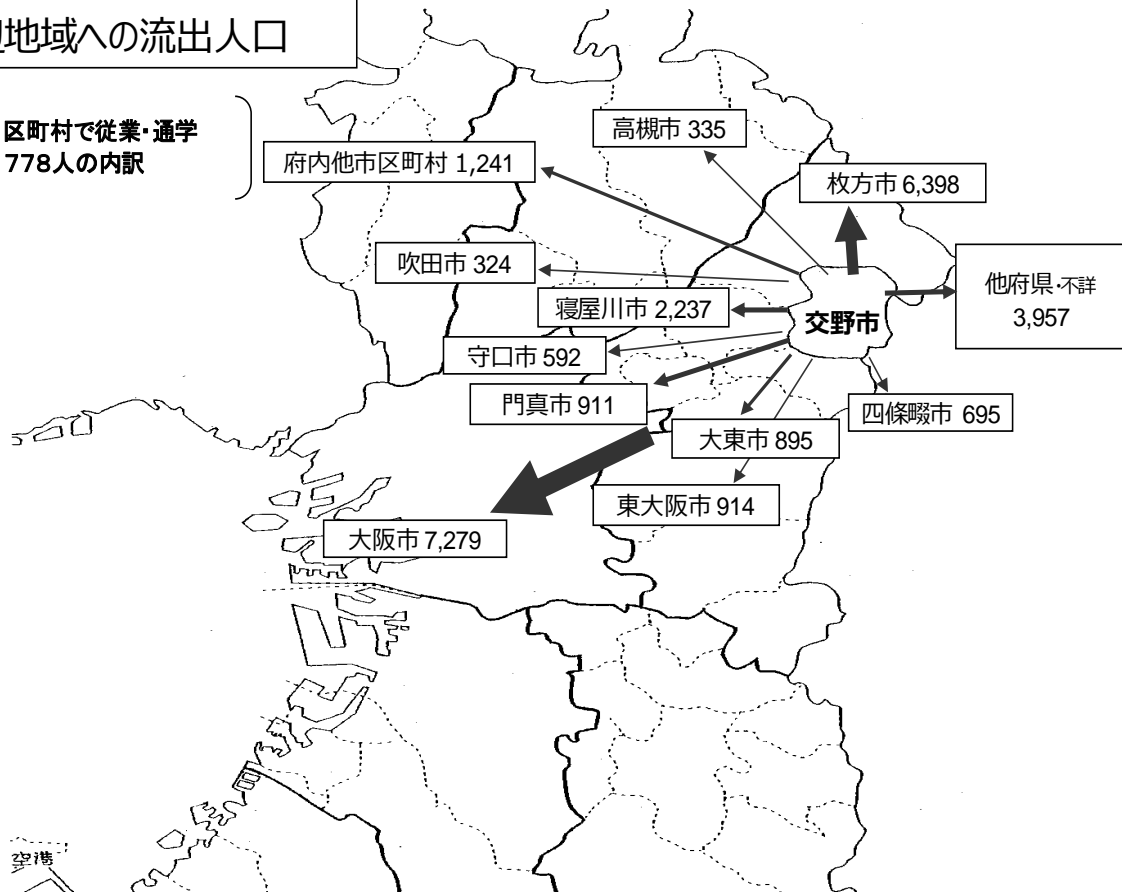 地域への流出人口
区町村で従業・通学
778人の内訳
高槻市 335
府内他市区町村 1,241
枚方市 6,398
吹田市 324
他府県・不詳
3,957
寝屋川市 2,237
交野市
守口市 592
門真市 911
四條畷市 695
大東市 895
東大阪市 914
大阪市 7,279
空港